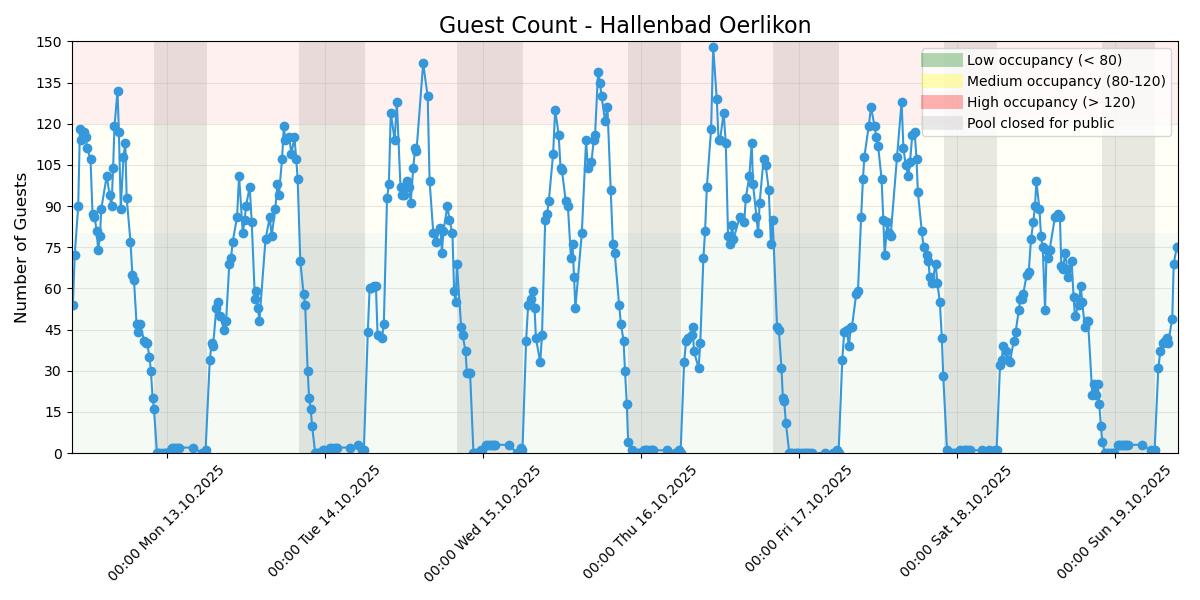 Guest Count - Hallenbad Oerlikon
Number of Guests
150
135
120
105
90
75
60
45
30
15
0
Low occupancy (< 80)
Medium occupancy (80-120)
High occupancy (> 120)
Pool closed for public
00:00 Mon 13.10.2025
00:00 Tue 14.10.2025
00:00 Wed 15.10.2025
00:00 Thu 16.10.2025
00:00 Fri 17.10.2025
00:00 Sat 18.10.2025
00:00 Sun 19.10.2025